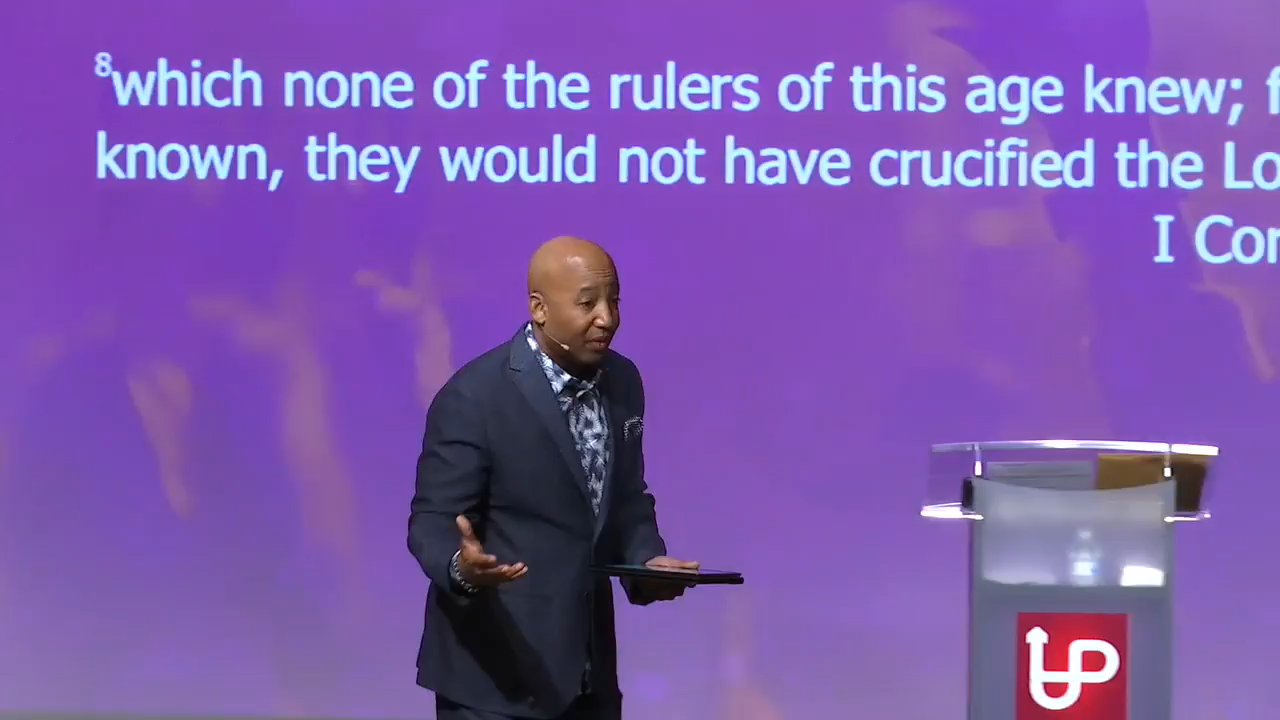 8which none of the rulers of this age knew; f
known, they would not have crucified the Lo
I Cor
UP